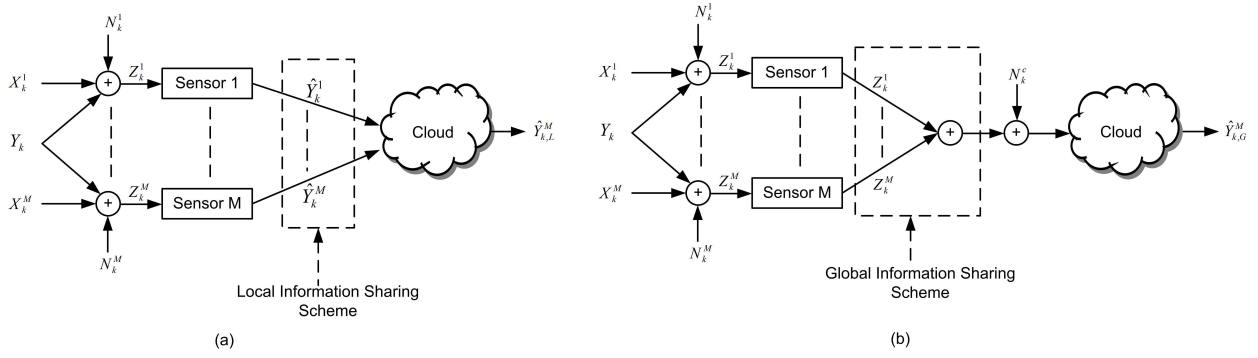 N_k^1
X_k^1
+
Z_k^1
Sensor 1
Ŷ_k^1
Y_k
Cloud
Ŷ_{k,L}^M
X_k^M
+
Z_k^M
Sensor M
Ŷ_k^M
N_k^M
Local Information Sharing
Scheme
(a)
N_k^1
X_k^1
+
Z_k^1
Sensor 1
Z_k^1
N_k^c
Y_k
+
+
Cloud
Ŷ_{k,G}^M
X_k^M
+
Z_k^M
Sensor M
Z_k^M
N_k^M
Global Information Sharing
Scheme
(b)